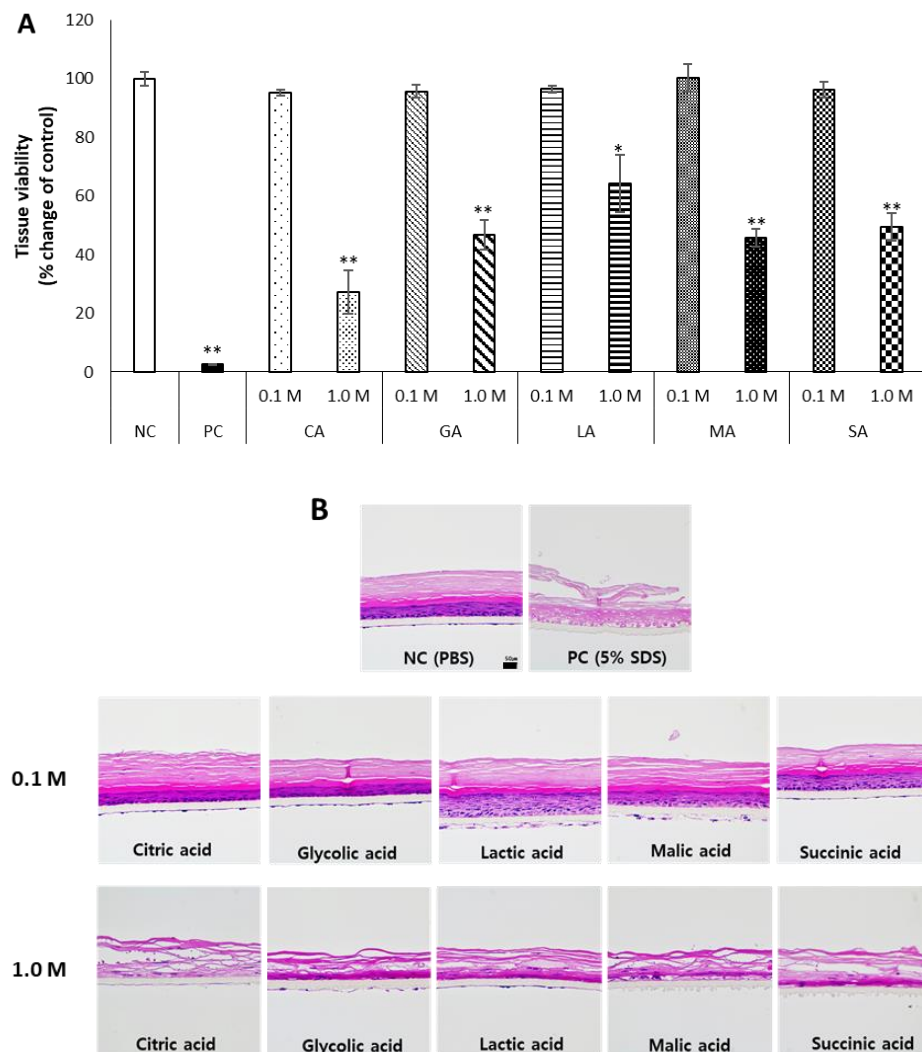 A
120
100
80
60
40
20
0
Tissue viability
(% change of control)
**
**
**
*
**
**
0.1 M 1.0 M 0.1 M 1.0 M 0.1 M 1.0 M 0.1 M 1.0 M 0.1 M 1.0 M
NC PC CA GA LA MA SA
B
NC (PBS)
PC (5% SDS)
0.1 M
Citric acid Glycolic acid Lactic acid Malic acid Succinic acid
1.0 M
Citric acid Glycolic acid Lactic acid Malic acid Succinic acid